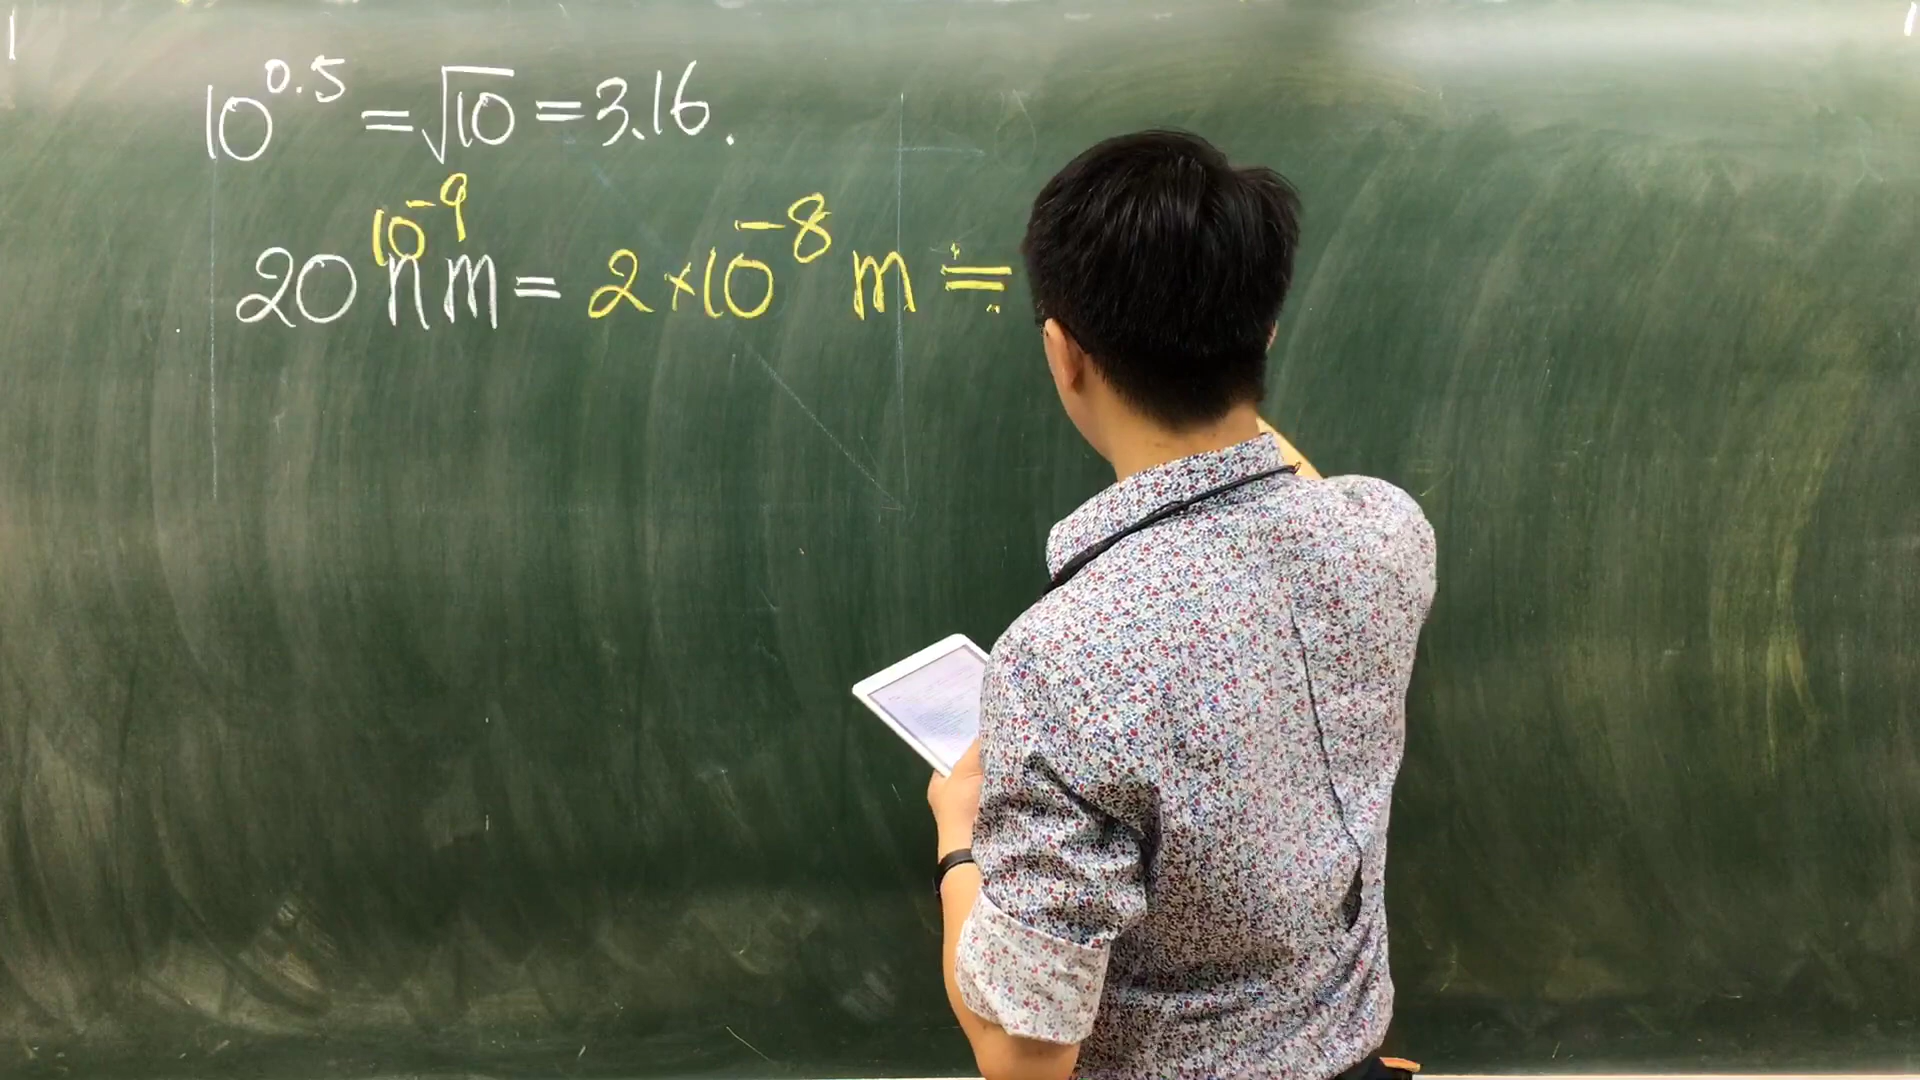 10^0.5 = √10 = 3.16.
10^-9
20 nm = 2×10^-8 m ≒